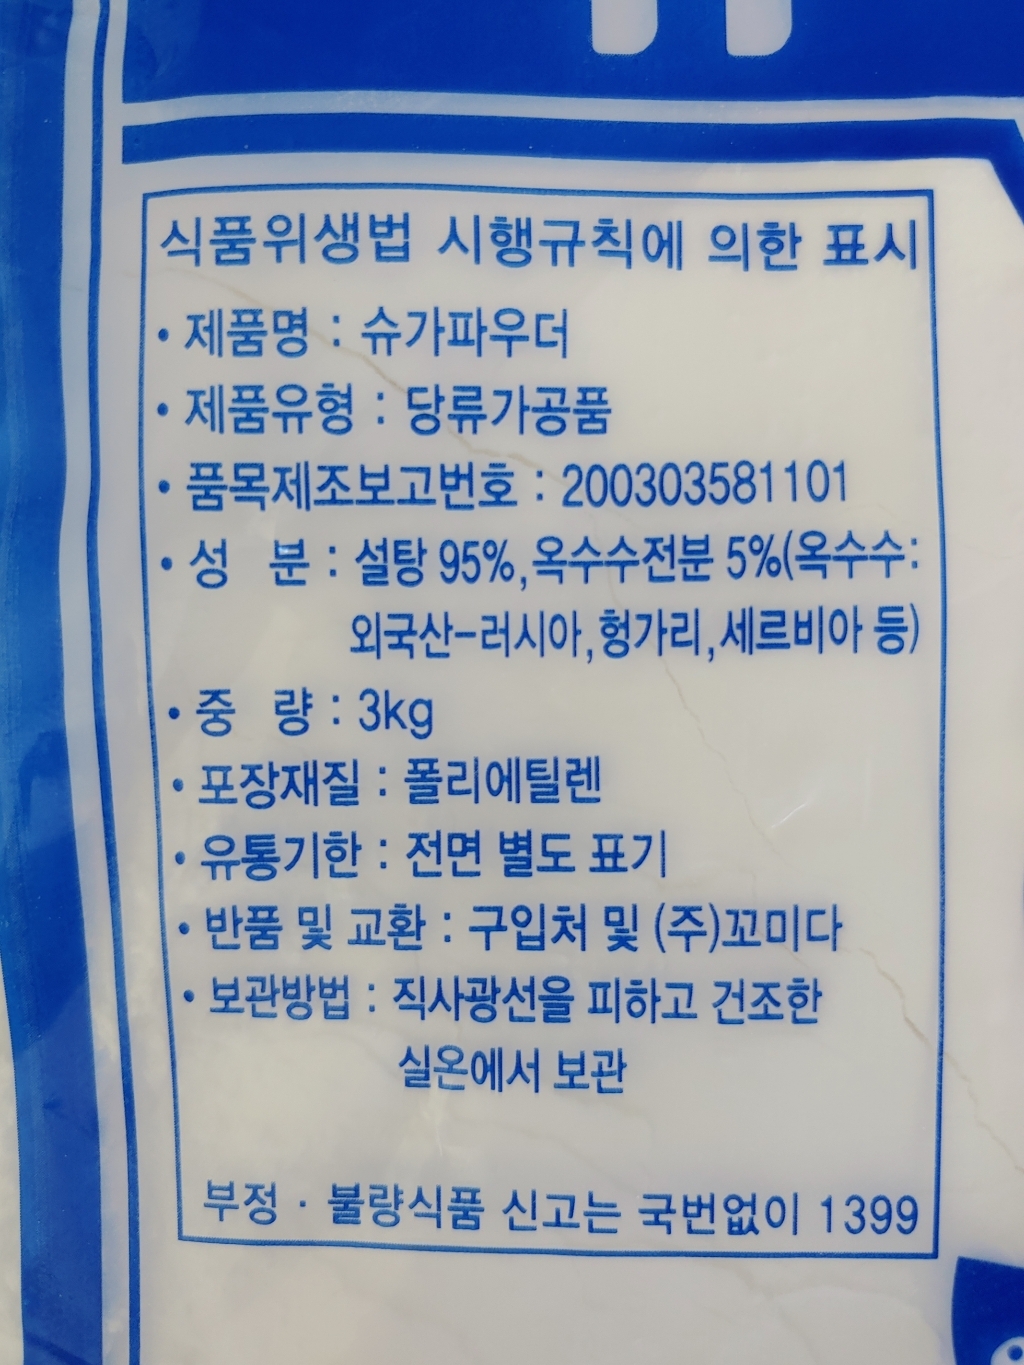 식품위생법 시행규칙에 의한 표시
• 제품명 : 슈가파우더
• 제품유형 : 당류가공품
• 품목제조보고번호 : 200303581101
• 성 분 : 설탕 95%, 옥수수전분 5%(옥수수:
외국산-러시아, 헝가리, 세르비아 등)
• 중 량 : 3kg
• 포장재질 : 폴리에틸렌
• 유통기한 : 전면 별도 표기
• 반품 및 교환 : 구입처 및 (주)꼬미다
• 보관방법 : 직사광선을 피하고 건조한
실온에서 보관
부정 · 불량식품 신고는 국번없이 1399